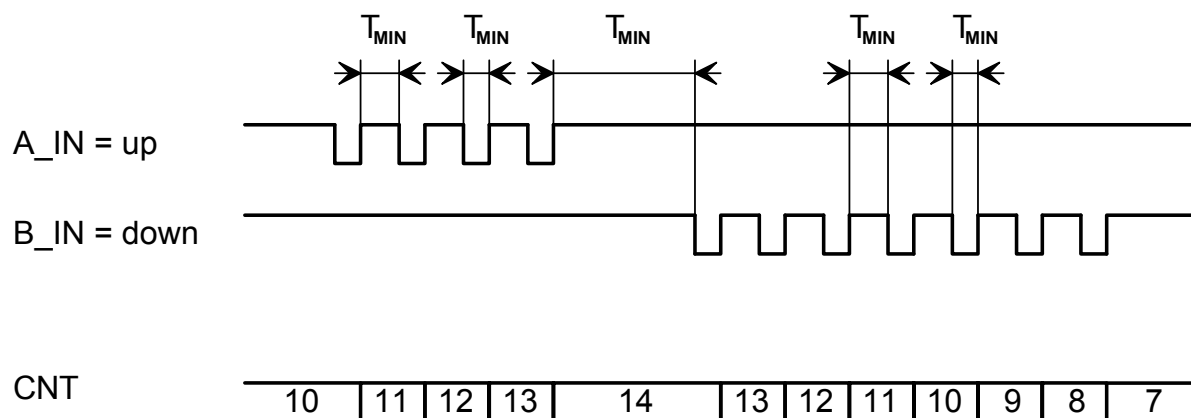 TMIN TMIN TMIN TMIN TMIN
A_IN = up
B_IN = down
CNT 10 11 12 13 14 13 12 11 10 9 8 7